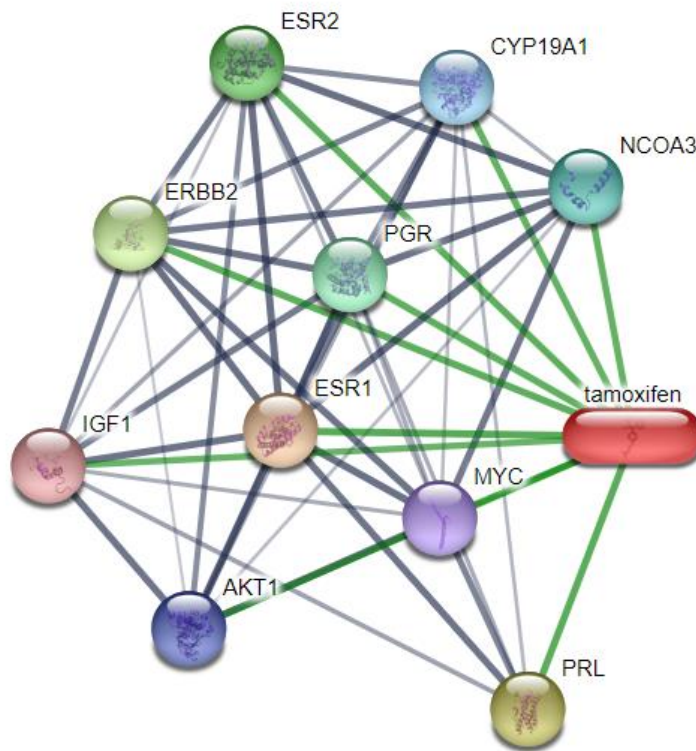 ESR2
CYP19A1
NCOA3
ERBB2
PGR
tamoxifen
ESR1
IGF1
MYC
AKT1
PRL